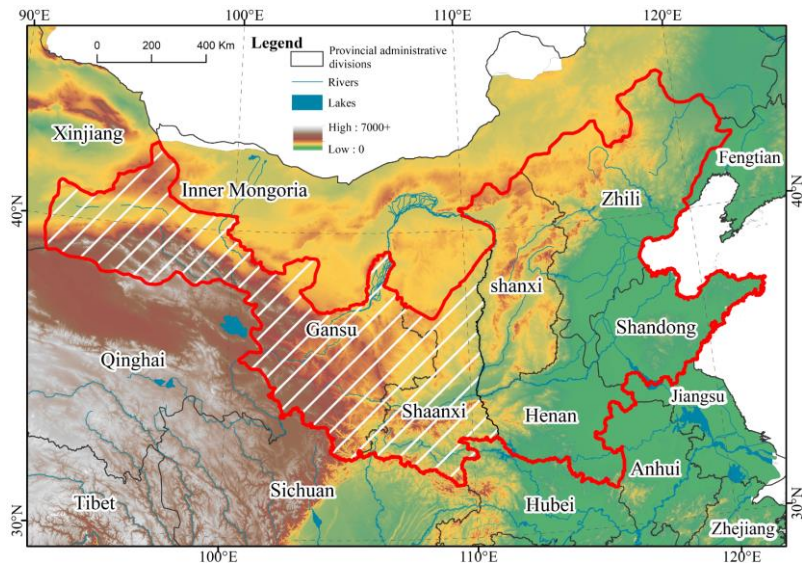 90°E
100°E
110°E
120°E
0
200
400 Km
Legend
Provincial administrative
divisions
Rivers
Lakes
High : 7000+
Low : 0
Xinjiang
Inner Mongoria
Fengtian
Zhili
40°N
40°N
shanxi
Gansu
Shandong
Qinghai
Jiangsu
Shaanxi
Henan
Anhui
Sichuan
Tibet
Hubei
30°N
30°N
Zhejiang
100°E
110°E
120°E